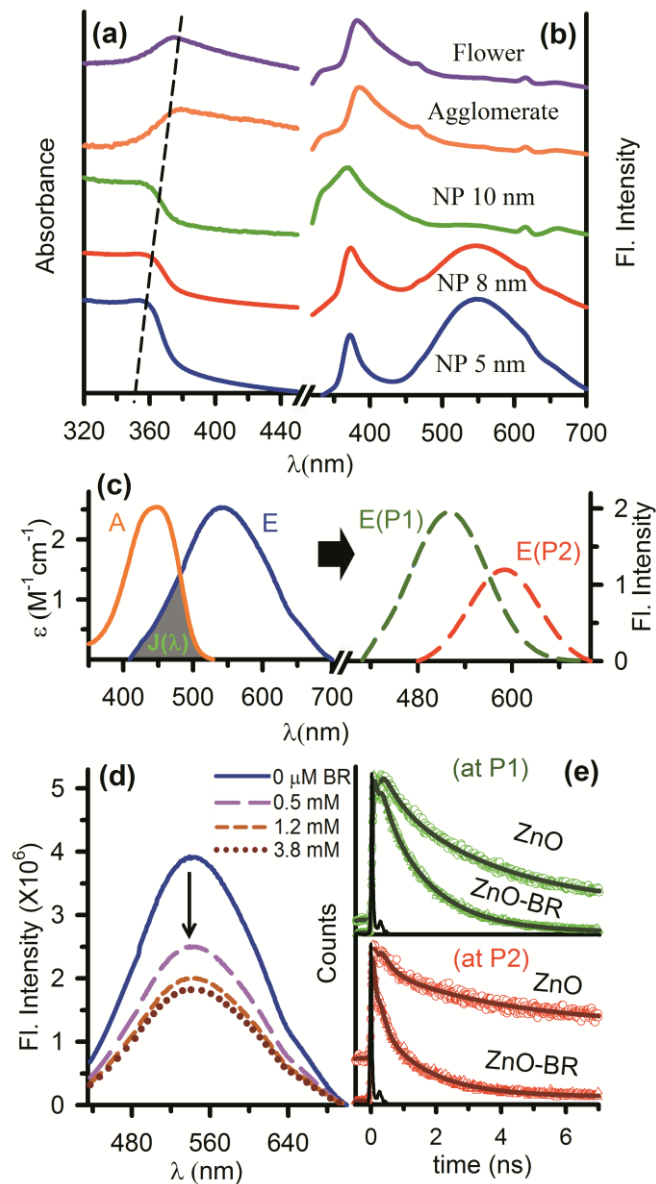 (a)
(b)
Flower
Agglomerate
NP 10 nm
NP 8 nm
NP 5 nm
Absorbance
Fl. Intensity
320 360 400 440 400 500 600 700
λ(nm) λ(nm)
(c)
A
E
J(λ)
E(P1)
E(P2)
ε (M⁻¹cm⁻¹)
2
1
0
Fl. Intensity
2
1
0
400 500 600 700 480 600
λ(nm) λ(nm)
(d)
0 μM BR
0.5 mM
1.2 mM
3.8 mM
Fl. Intensity (X10⁶)
5
4
3
2
1
0
480 560 640
λ (nm)
(at P1)
(e)
ZnO
ZnO-BR
(at P2)
ZnO
ZnO-BR
Counts
0 2 4 6
time (ns)